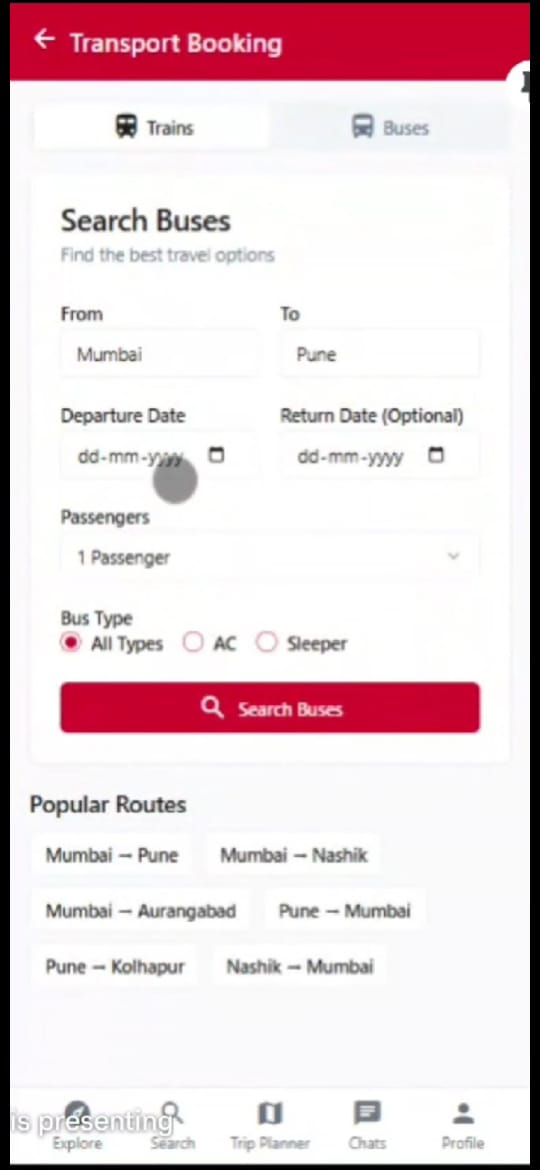 Transport Booking
Trains Buses
Search Buses
Find the best travel options
From To
Mumbai Pune
Departure Date Return Date (Optional)
dd-mm-yyyy dd-mm-yyyy
Passengers
1 Passenger
Bus Type
All Types AC Sleeper
Search Buses
Popular Routes
Mumbai – Pune Mumbai – Nashik
Mumbai – Aurangabad Pune – Mumbai
Pune – Kolhapur Nashik – Mumbai
is presenting
Explore Search Trip Planner Chats Profile